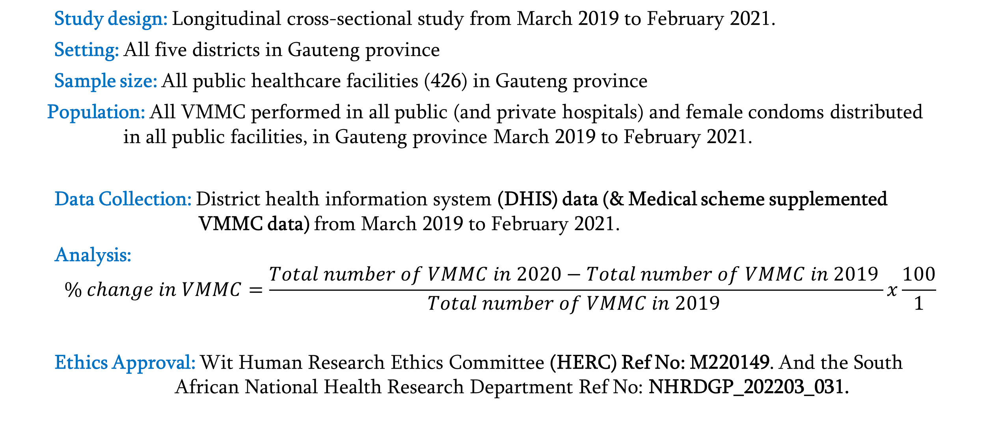 Study design: Longitudinal cross-sectional study from March 2019 to February 2021.
Setting: All five districts in Gauteng province
Sample size: All public healthcare facilities (426) in Gauteng province
Population: All VMMC performed in all public (and private hospitals) and female condoms distributed
in all public facilities, in Gauteng province March 2019 to February 2021.
Data Collection: District health information system (DHIS) data (& Medical scheme supplemented
VMMC data) from March 2019 to February 2021.
Analysis:
% change in VMMC = \frac{Total number of VMMC in 2020 − Total number of VMMC in 2019}{Total number of VMMC in 2019} x \frac{100}{1}
Ethics Approval: Wit Human Research Ethics Committee (HERC) Ref No: M220149. And the South
African National Health Research Department Ref No: NHRDGP_202203_031.